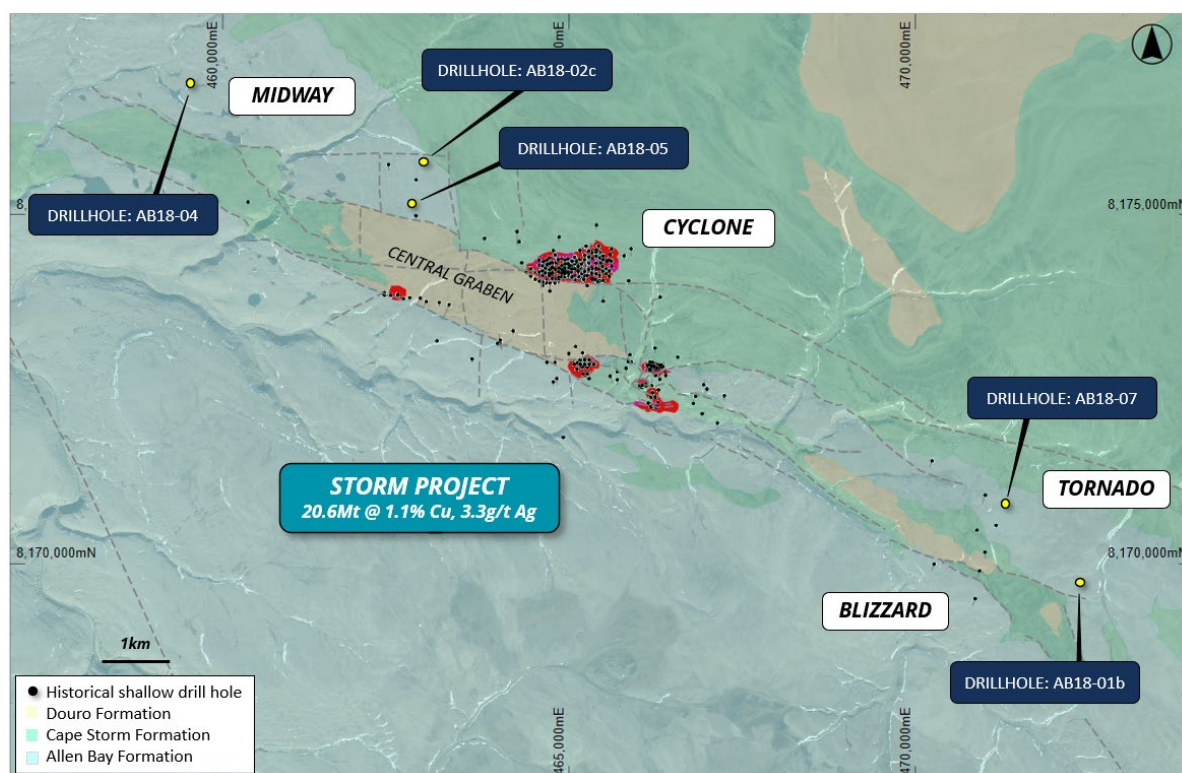 460,000mE
470,000mE
DRILLHOLE: AB18-02c
MIDWAY
DRILLHOLE: AB18-05
DRILLHOLE: AB18-04
8,175,000mN
CYCLONE
CENTRAL GRABEN
DRILLHOLE: AB18-07
STORM PROJECT
20.6Mt @ 1.1% Cu, 3.3g/t Ag
TORNADO
8,170,000mN
8,170,000mN
BLIZZARD
1km
DRILLHOLE: AB18-01b
Historical shallow drill hole
Douro Formation
Cape Storm Formation
Allen Bay Formation
465,000mE
470,000mE